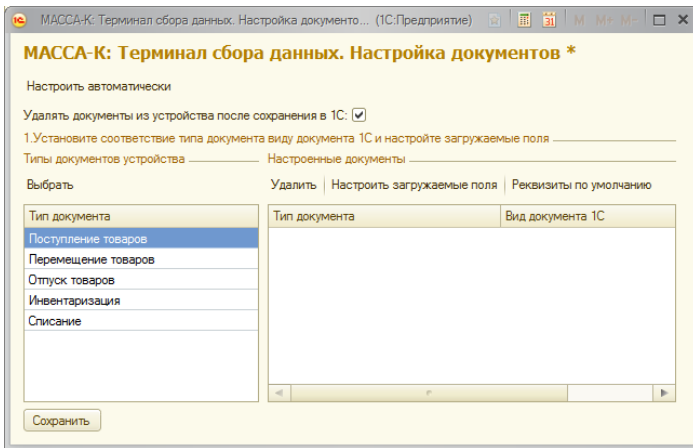 МАССА-К: Терминал сбора данных. Настройка документо... (1С:Предприятие) 31 M M+ M-
МАССА-К: Терминал сбора данных. Настройка документов *
Настроить автоматически
Удалять документы из устройства после сохранения в 1С:
1.Установите соответствие типа документа виду документа 1С и настройте загружаемые поля
Типы документов устройства Настроенные документы
Выбрать Удалить Настроить загружаемые поля Реквизиты по умолчанию
Тип документа Тип документа Вид документа 1С
Поступление товаров
Перемещение товаров
Отпуск товаров
Инвентаризация
Списание
Сохранить